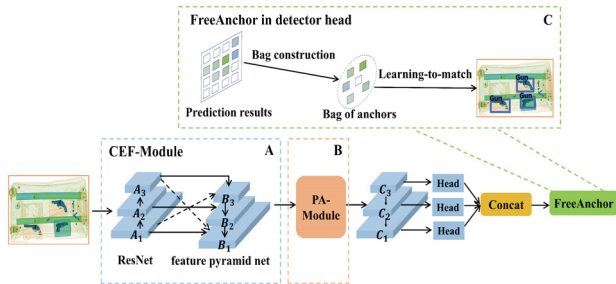 FreeAnchor in detector head
C
Bag construction
Learning-to-match
Prediction results
Bag of anchors
Gun
Gun
Gun
CEF-Module
A
B
A3
A2
A1
ResNet
B3
B2
B1
feature pyramid net
PA-
Module
C3
C2
C1
Head
Head
Head
Concat
FreeAnchor